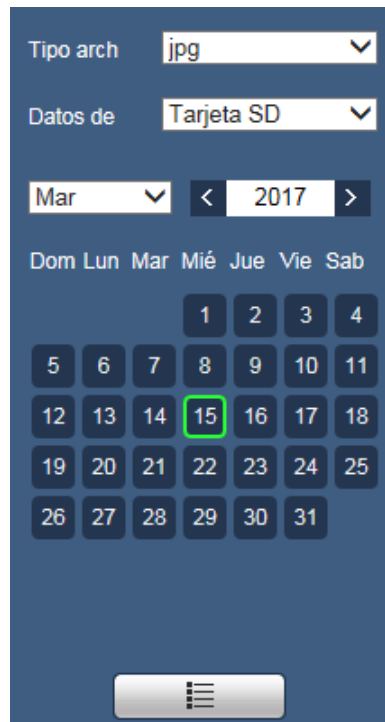 Tipo arch jpg
Datos de Tarjeta SD
Mar < 2017 >
Dom Lun Mar Mié Jue Vie Sab
1 2 3 4
5 6 7 8 9 10 11
12 13 14 15 16 17 18
19 20 21 22 23 24 25
26 27 28 29 30 31